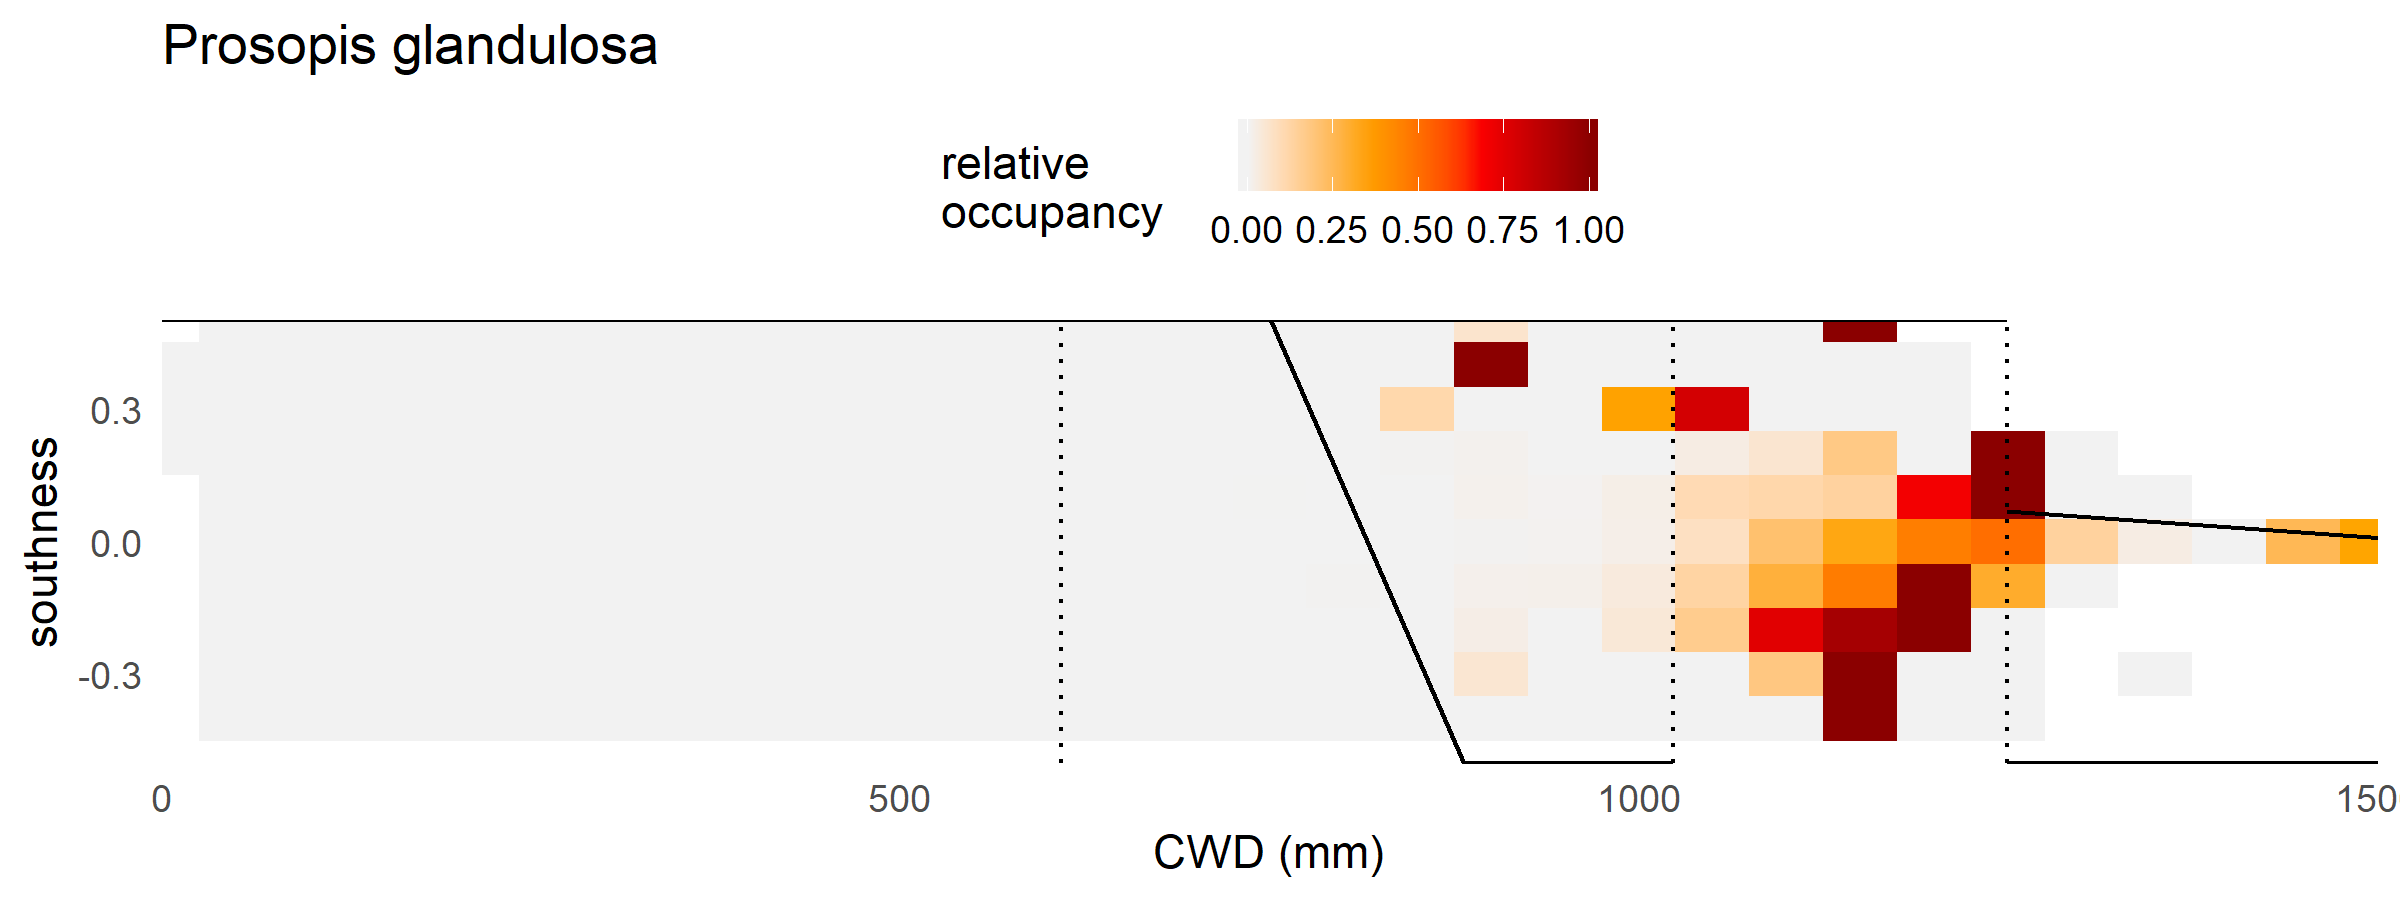 Prosopis glandulosa
relative
occupancy
0.00 0.25 0.50 0.75 1.00
southness
0.3
0.0
-0.3
0 500 1000 150
CWD (mm)